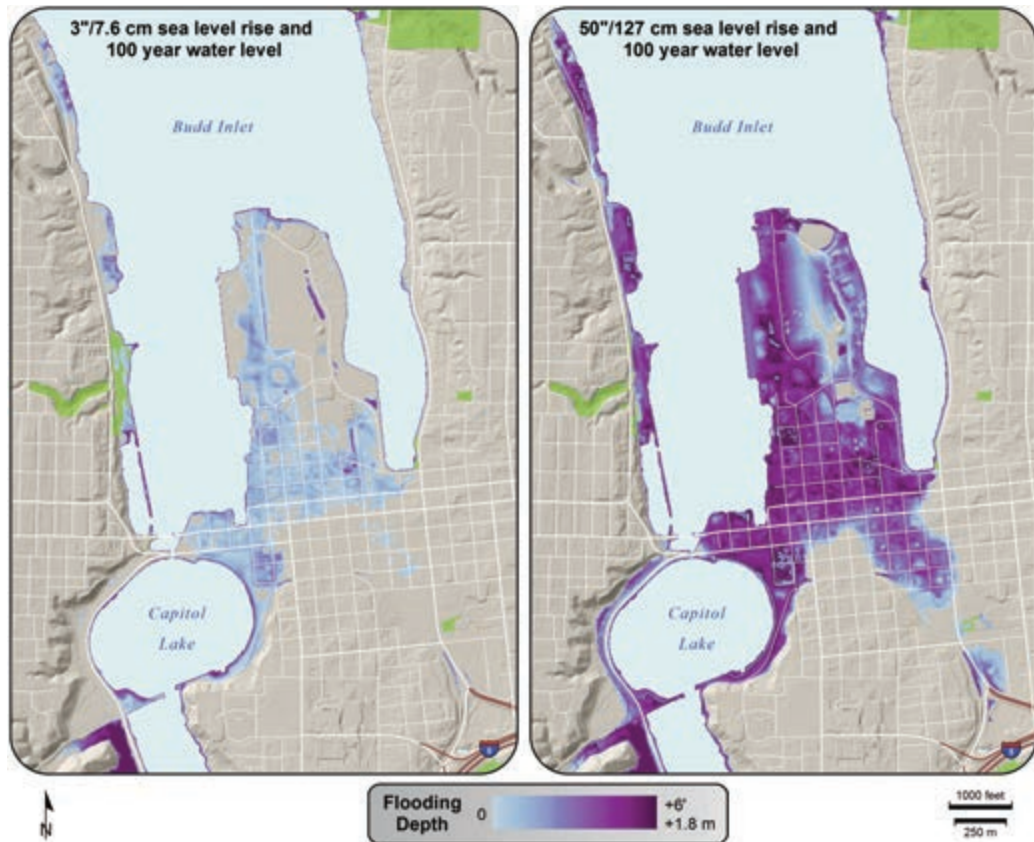 3"/7.6 cm sea level rise and
100 year water level
Budd Inlet
Capitol
Lake
50"/127 cm sea level rise and
100 year water level
Budd Inlet
Capitol
Lake
5
N
Flooding
Depth
0
+6'
+1.8 m
1000 feet
250 m